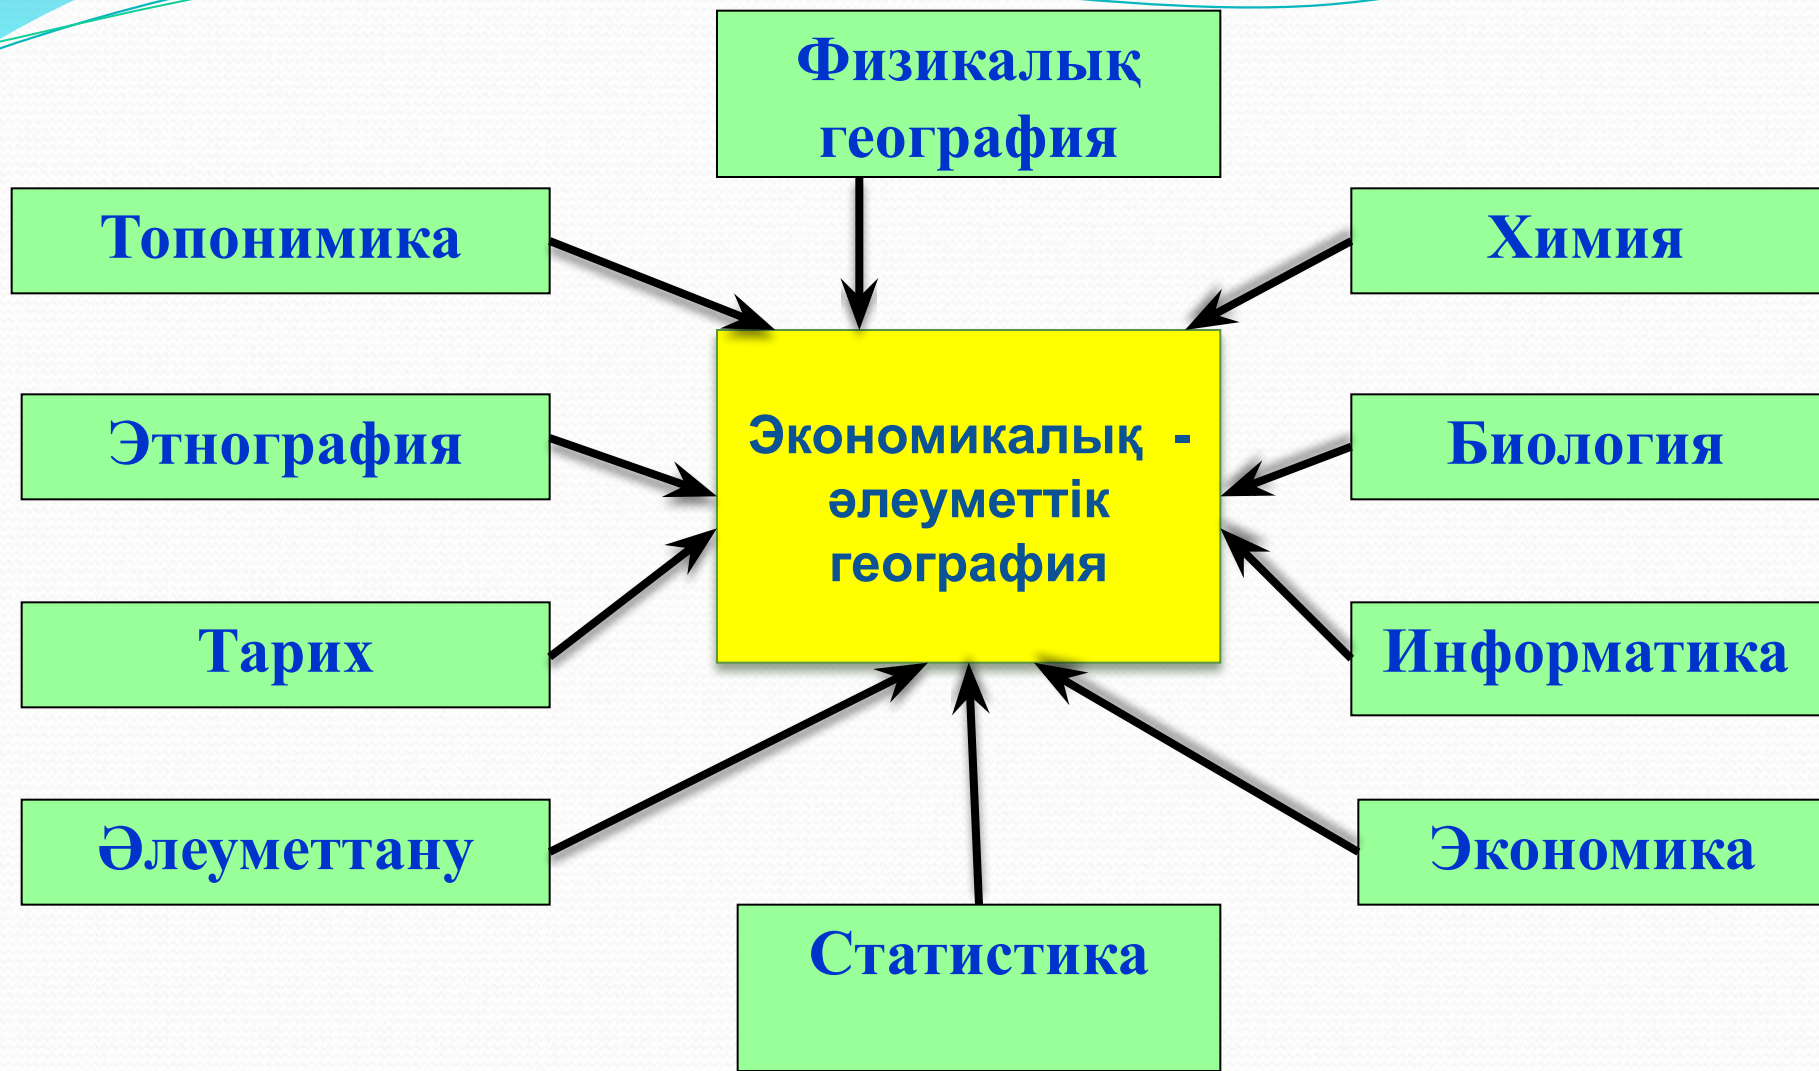 Физикалық
география
Топонимика
Химия
Этнография
Биология
Экономикалық -
әлеуметтік
география
Тарих
Информатика
Әлеуметтану
Экономика
Статистика